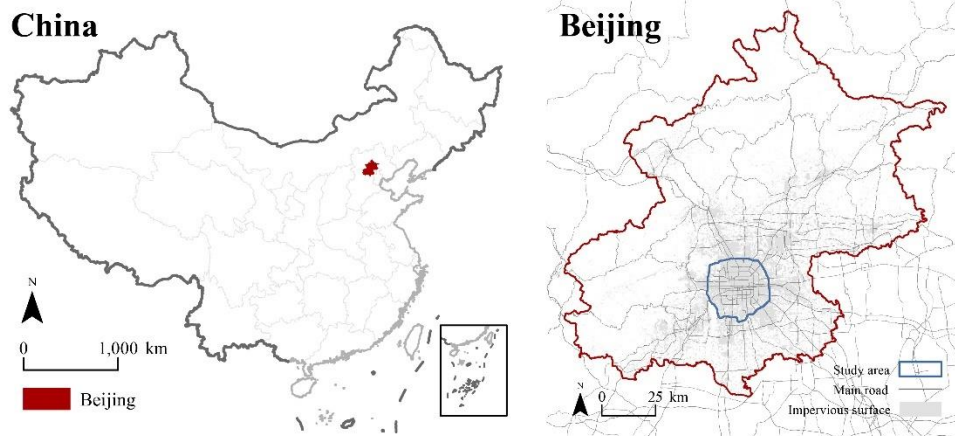 China
N
0 1,000 km
Beijing
Beijing
N
0 25 km
Study area
Main road
Impervious surface